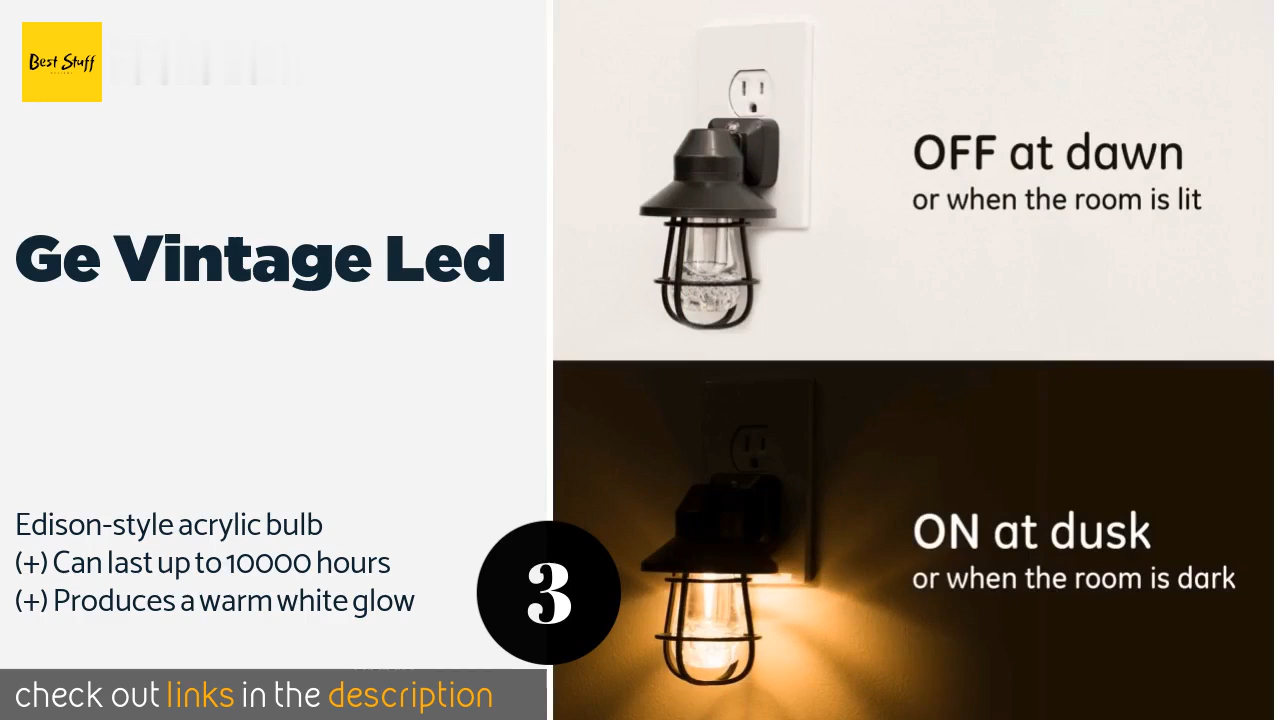 Best Stuff
Ge Vintage Led
Edison-style acrylic bulb
(+) Can last up to 10000 hours
(+) Produces a warm white glow
3
check out links in the description
OFF at dawn
or when the room is lit
ON at dusk
or when the room is dark